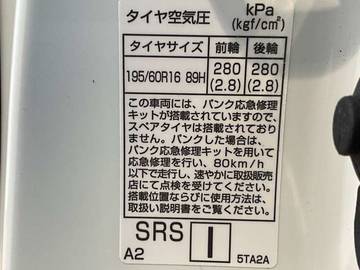 タイヤ空気圧 kPa
(kgf/cm²)
タイヤサイズ 前輪 後輪
195/60R16 89H 280 280
(2.8) (2.8)
この車両には、パンク応急修理
キットが搭載されていますので、
スペアタイヤは搭載されており
ません。パンクした場合は、
パンク応急修理キットを用いて
応急修理を行い、80km/h
以下で走行し、速やかに取扱販売
店にて点検を受けてください。
搭載位置ならびに使用方法は、
取扱い説明書をご覧ください。
SRS I
A2 5TA2A